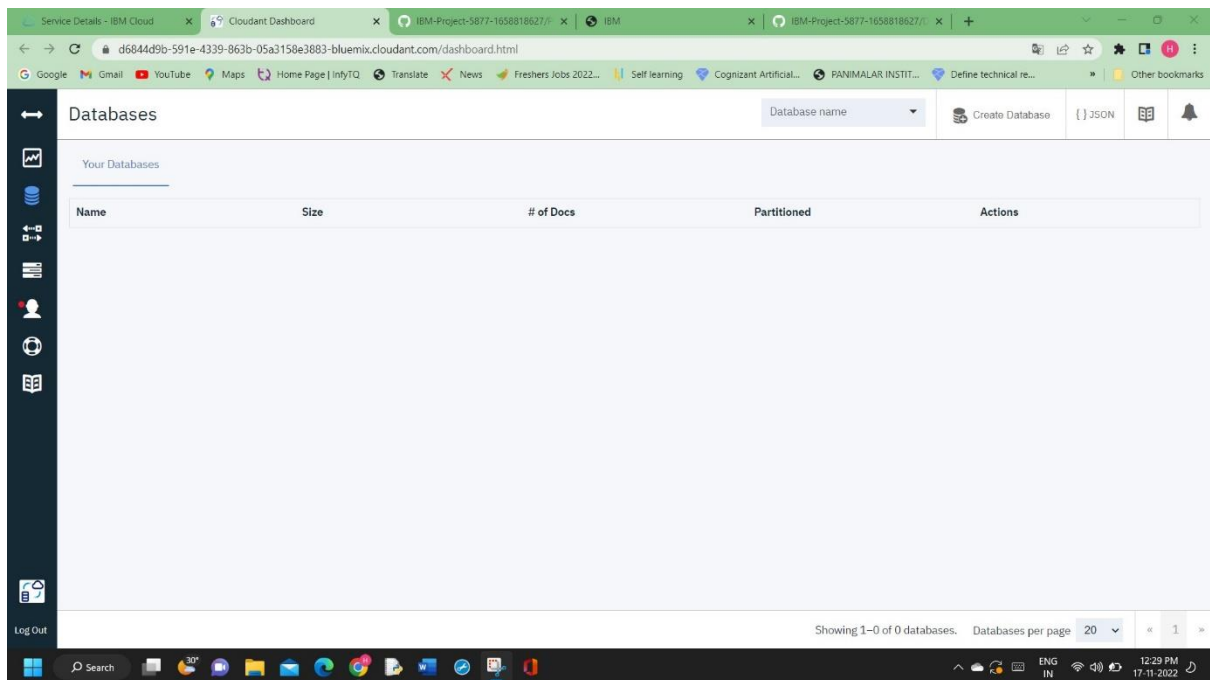 Service Details - IBM Cloud
Cloudant Dashboard
IBM-Project-5877-1658818627/P
IBM
IBM-Project-5877-1658818627/D
d6844d9b-591e-4339-863b-05a3158e3883-bluemix.cloudant.com/dashboard.html
H
Google Gmail YouTube Maps Home Page | InfyTQ Translate News Freshers Jobs 2022... Self learning Cognizant Artificial... PANIMALAR INSTIT... Define technical re... » Other bookmarks
Databases
Database name
Create Database
{ } JSON
Your Databases
Name Size # of Docs Partitioned Actions
Showing 1–0 of 0 databases. Databases per page 20 « 1 »
Log Out
Search
30°
ENG
IN
12:29 PM
17-11-2022